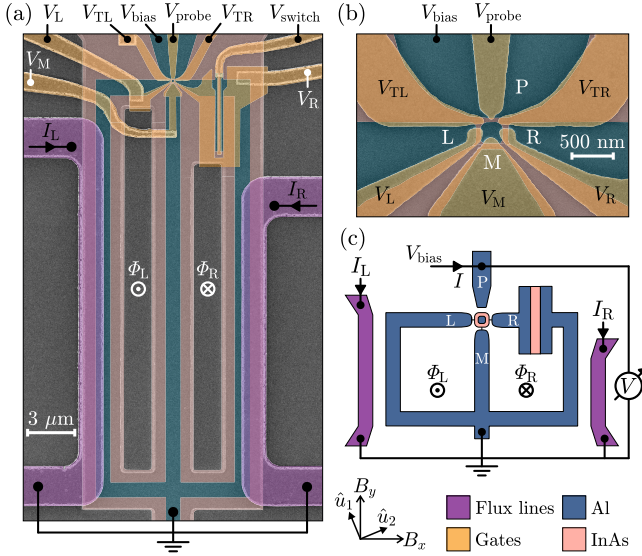 (a)
V_L V_TL V_bias V_probe V_TR V_switch
V_M
V_R
I_L
I_R
Φ_L Φ_R
3 μm
(b)
V_bias V_probe
V_TL P V_TR
L R
M 500 nm
V_L V_M V_R
(c)
V_bias
I_L I P
I_R
L R
M
Φ_L Φ_R
V
B_y
û_1 û_2
B_x
Flux lines Al
Gates InAs